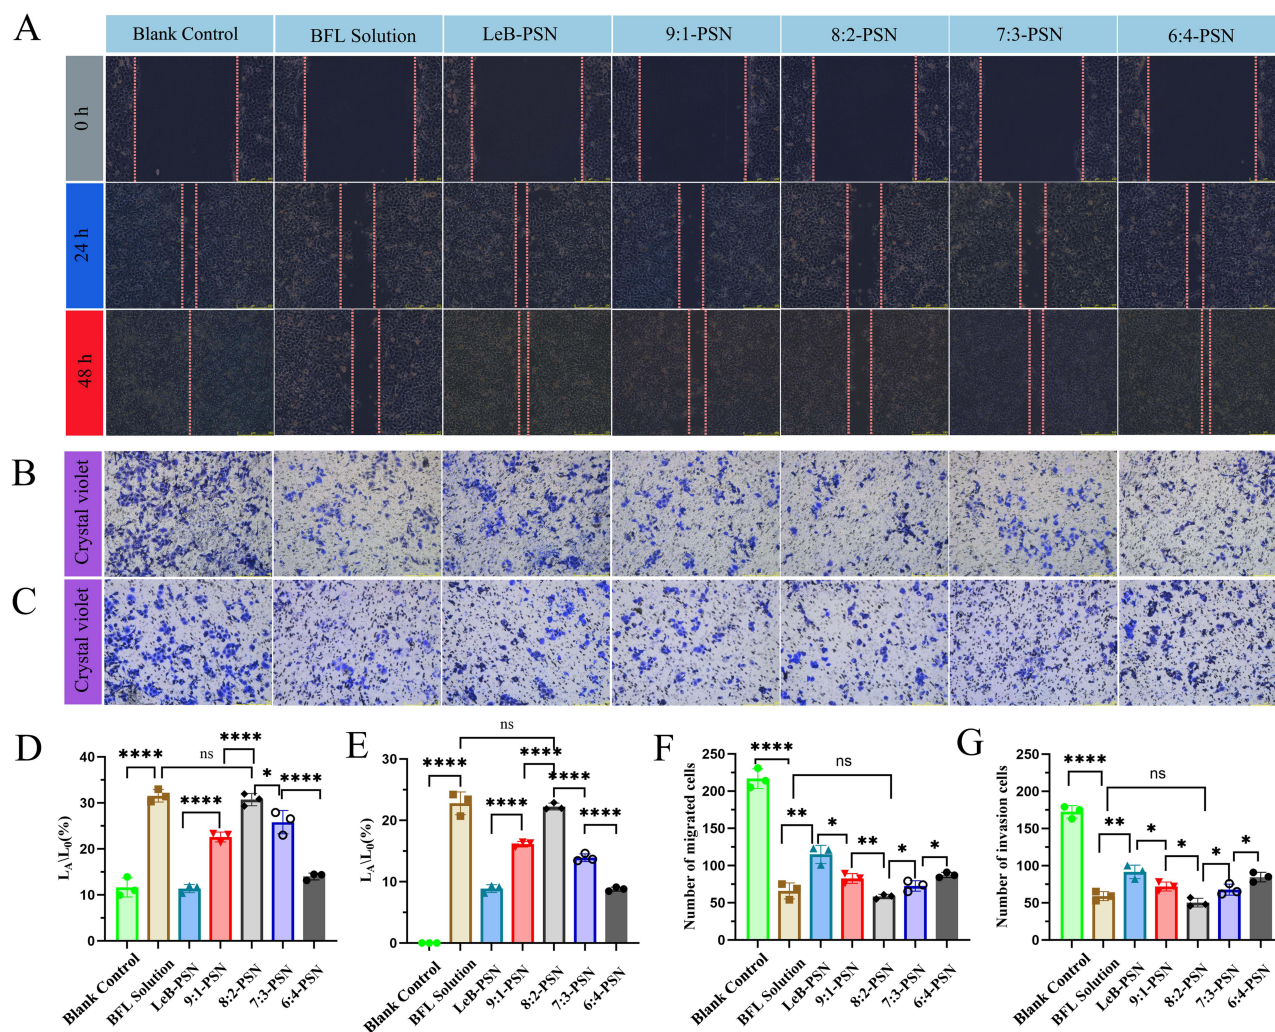 A
Blank Control
BFL Solution
LeB-PSN
9:1-PSN
8:2-PSN
7:3-PSN
6:4-PSN
0 h
24 h
48 h
B
Crystal violet
C
Crystal violet
D
L_A\L_0(%)
40
30
20
10
0
****
****
ns
****
*
****
Blank Control
BFL Solution
LeB-PSN
9:1-PSN
8:2-PSN
7:3-PSN
6:4-PSN
E
L_A\L_0(%)
30
20
10
0
****
ns
****
****
****
****
Blank Control
BFL Solution
LeB-PSN
9:1-PSN
8:2-PSN
7:3-PSN
6:4-PSN
F
Number of migrated cells
250
200
150
100
50
0
****
ns
**
*
**
*
*
Blank Control
BFL Solution
LeB-PSN
9:1-PSN
8:2-PSN
7:3-PSN
6:4-PSN
G
Number of invasion cells
250
200
150
100
50
0
****
ns
**
*
*
*
*
Blank Control
BFL Solution
LeB-PSN
9:1-PSN
8:2-PSN
7:3-PSN
6:4-PSN